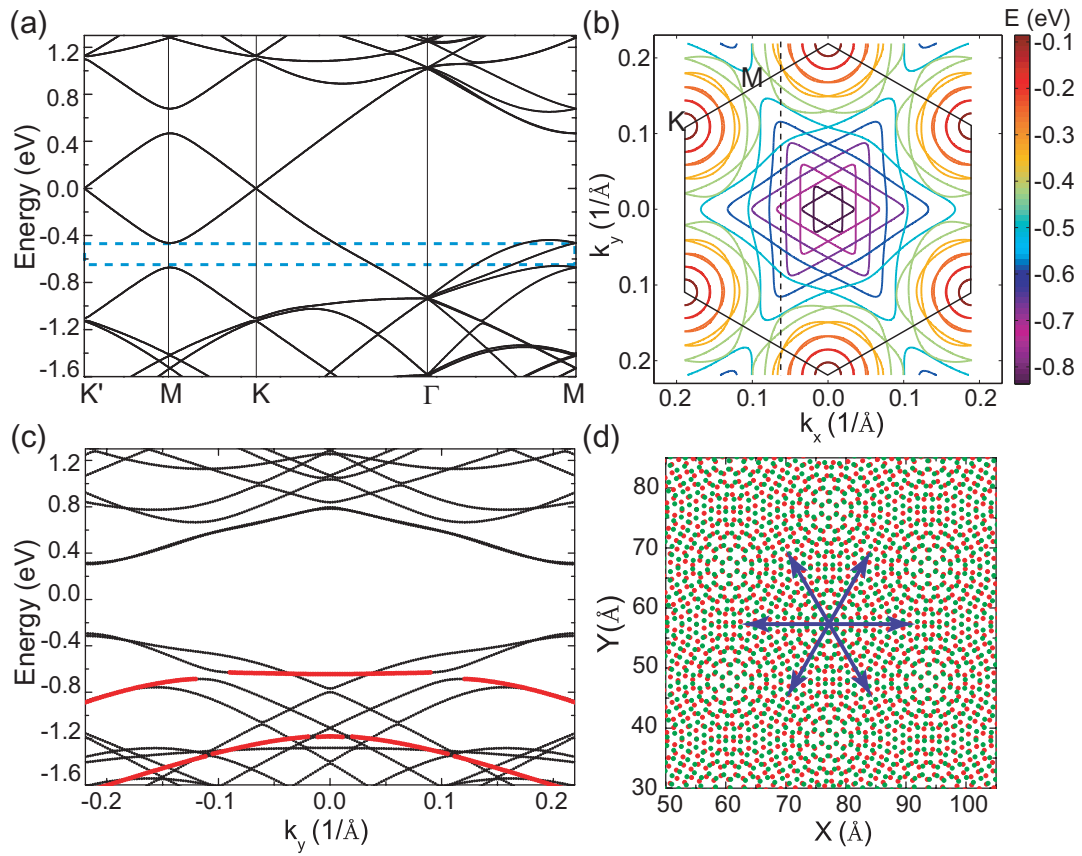 (a)
1.2
0.8
0.4
0.0
-0.4
-0.8
-1.2
-1.6
Energy (eV)
K' M K Γ M
(b)
E (eV)
-0.1
-0.2
-0.3
-0.4
-0.5
-0.6
-0.7
-0.8
M
K
0.2
0.1
0.0
0.1
0.2
k_y (1/Å)
0.2 0.1 0.0 0.1 0.2
k_x (1/Å)
(c)
1.2
0.8
0.4
0.0
-0.4
-0.8
-1.2
-1.6
Energy (eV)
-0.2 -0.1 0.0 0.1 0.2
k_y (1/Å)
(d)
80
70
60
50
40
30
Y (Å)
50 60 70 80 90 100
X (Å)